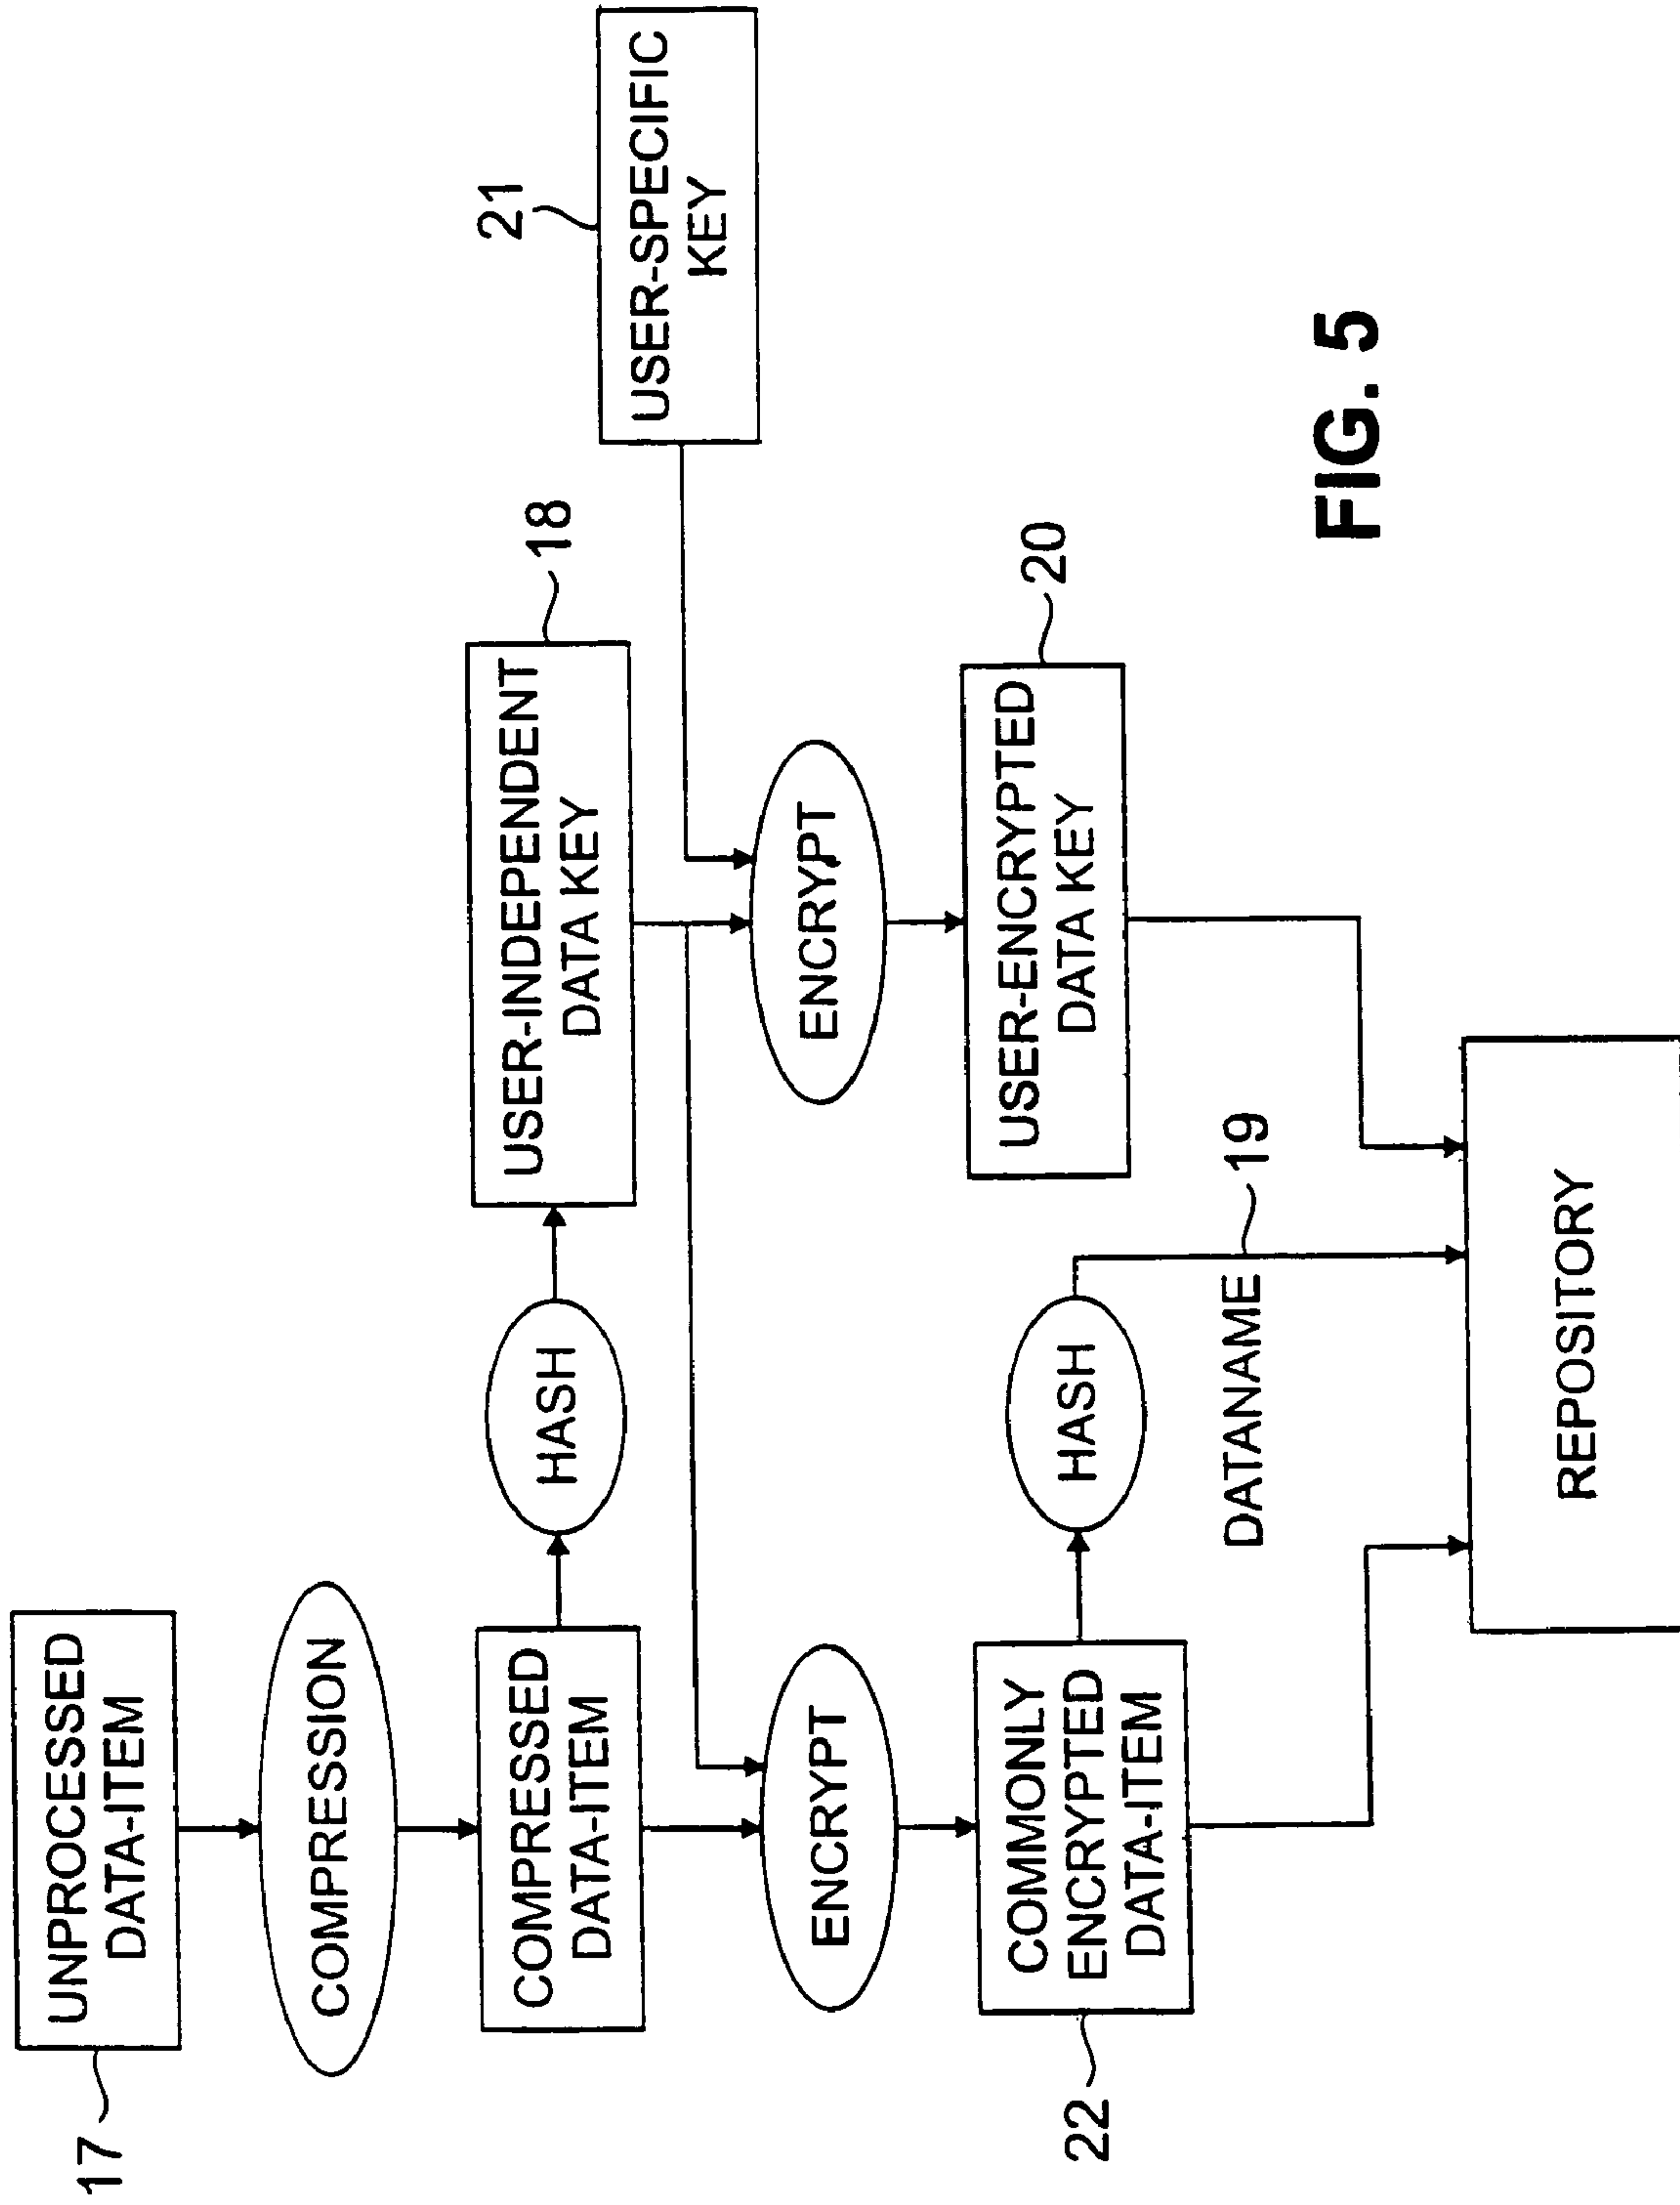 17
UNPROCESSED
DATA-ITEM
COMPRESSION
COMPRESSED
DATA-ITEM
HASH
USER-INDEPENDENT
DATA KEY
18
21
USER-SPECIFIC
KEY
ENCRYPT
ENCRYPT
22
COMMONLY
ENCRYPTED
DATA-ITEM
HASH
USER-ENCRYPTED
DATA KEY
20
DATANAME
19
REPOSITORY
FIG. 5